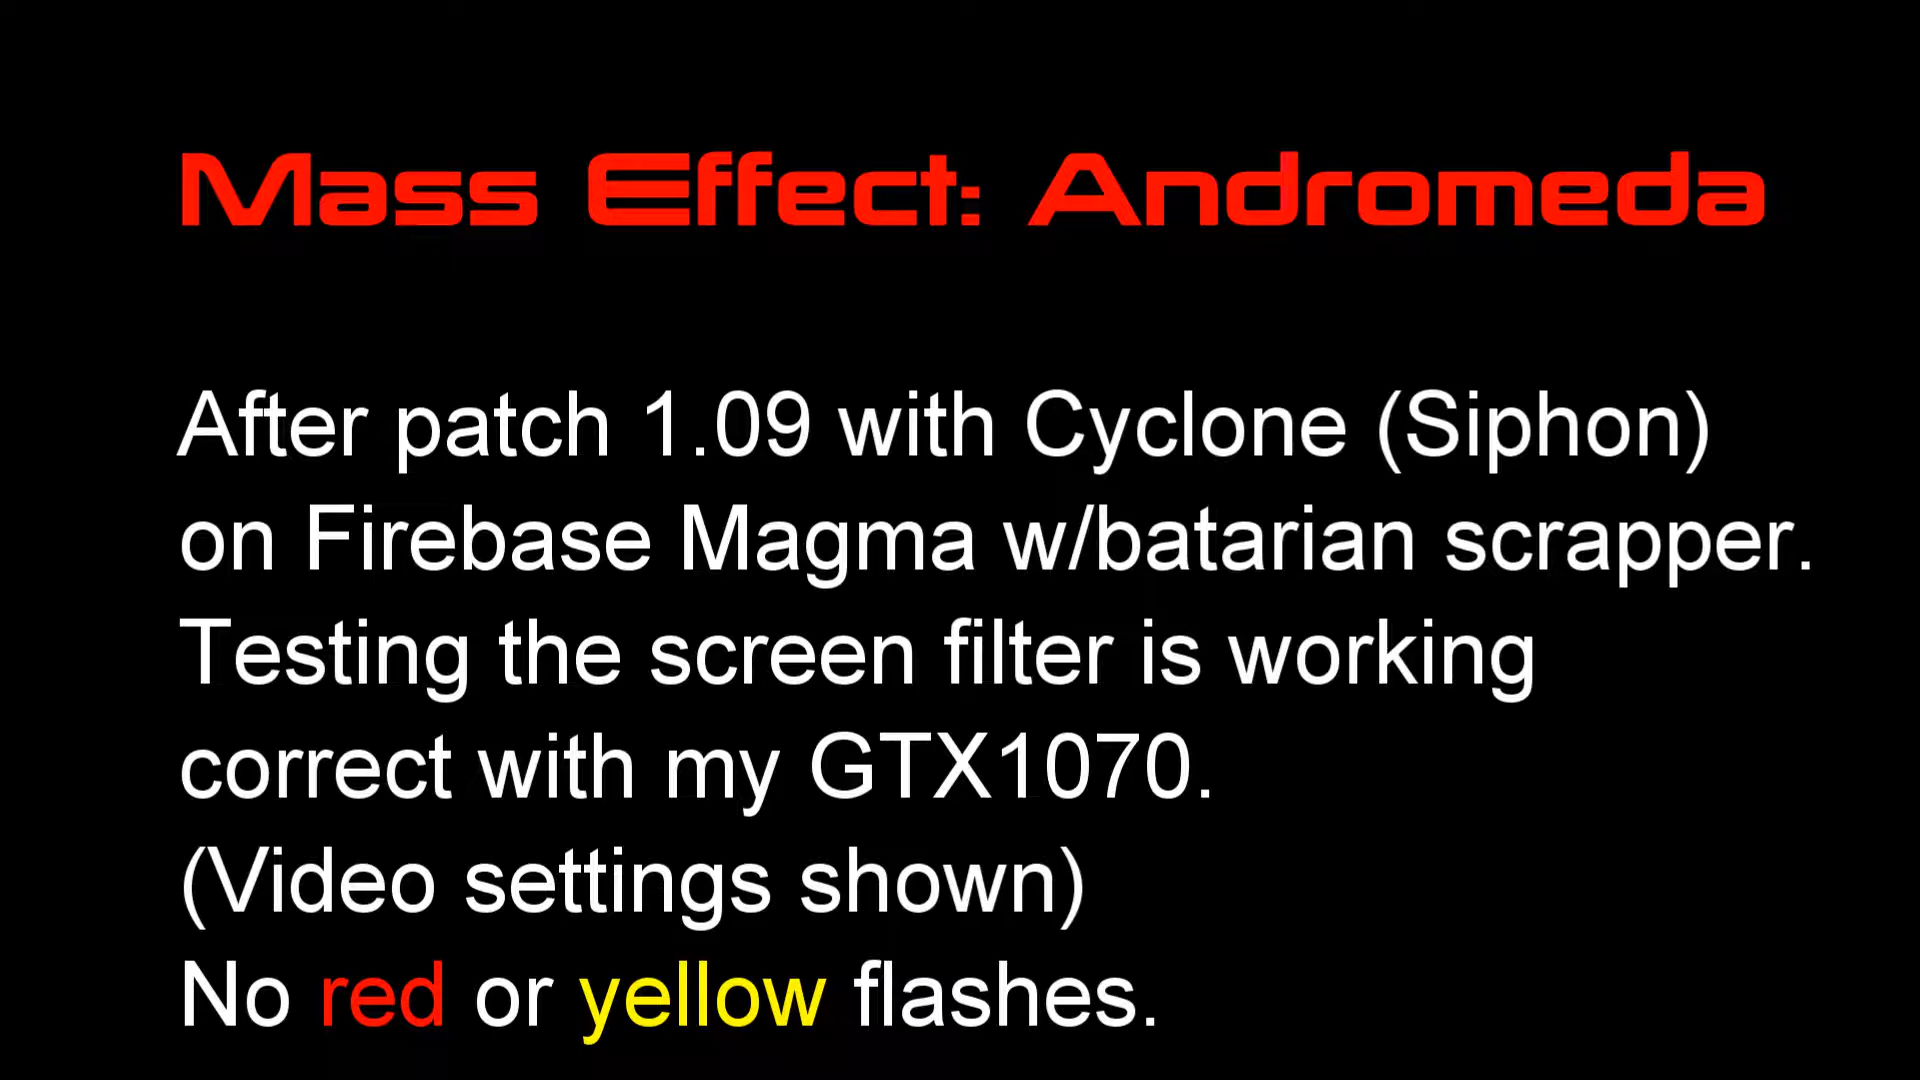 Mass Effect: Andromeda
After patch 1.09 with Cyclone (Siphon)
on Firebase Magma w/batarian scrapper.
Testing the screen filter is working
correct with my GTX1070.
(Video settings shown)
No red or yellow flashes.